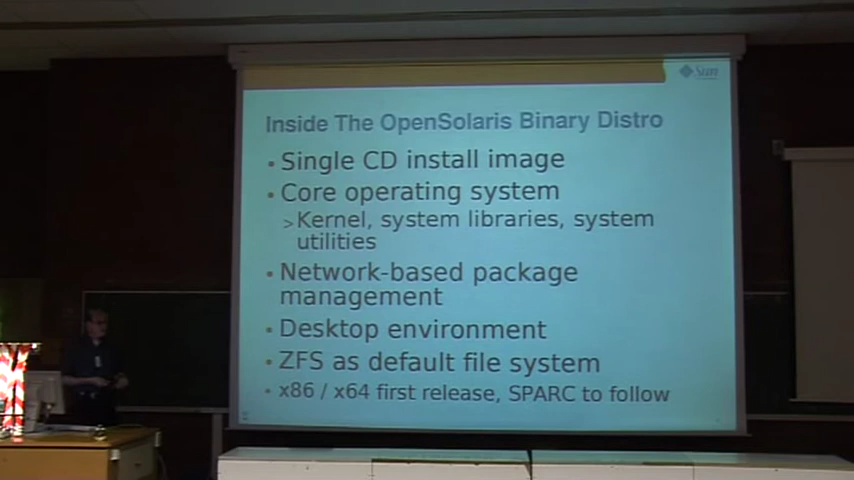 Sun
Inside The OpenSolaris Binary Distro
• Single CD install image
• Core operating system
> Kernel, system libraries, system
utilities
• Network-based package
management
• Desktop environment
• ZFS as default file system
• x86 / x64 first release, SPARC to follow